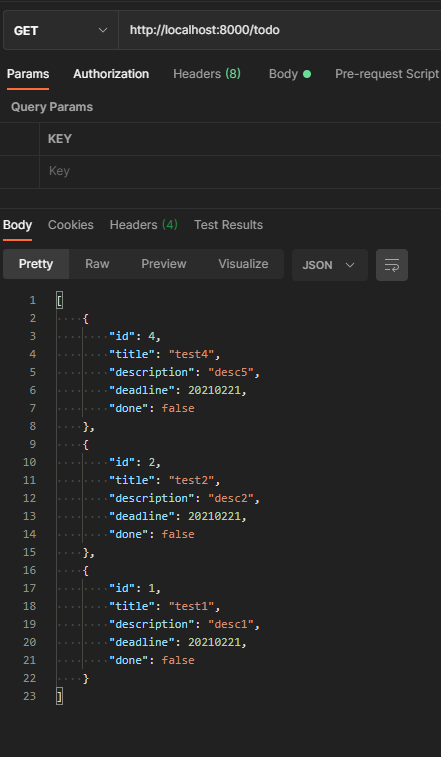 GET http://localhost:8000/todo
Params Authorization Headers (8) Body Pre-request Script
Query Params
KEY
Key
Body Cookies Headers (4) Test Results
Pretty Raw Preview Visualize JSON
1 [
2 {
3 "id": 4,
4 "title": "test4",
5 "description": "desc5",
6 "deadline": 20210221,
7 "done": false
8 },
9 {
10 "id": 2,
11 "title": "test2",
12 "description": "desc2",
13 "deadline": 20210221,
14 "done": false
15 },
16 {
17 "id": 1,
18 "title": "test1",
19 "description": "desc1",
20 "deadline": 20210221,
21 "done": false
22 }
23 ]